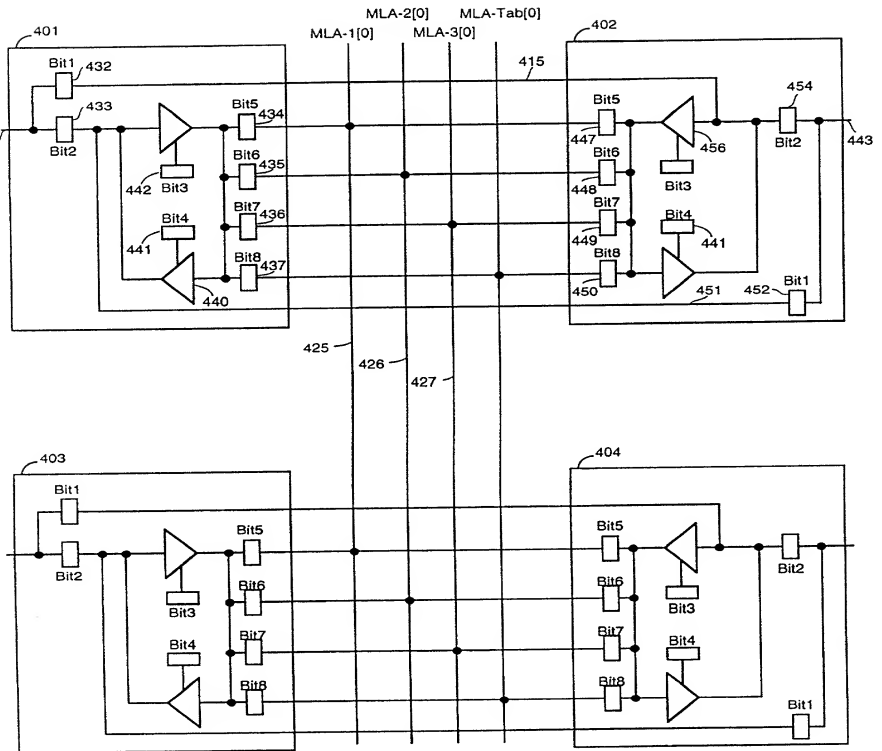 MLA-2[0] MLA-Tab[0]
MLA-1[0] MLA-3[0]
401
402
Bit1
432
415
433
Bit2
Bit5
434
Bit5
447
454
Bit2
443
442
Bit3
456
Bit3
Bit6
435
Bit6
448
Bit4
441
Bit7
436
Bit7
449
Bit4
441
440
Bit8
437
Bit8
450
451
452
Bit1
425
426
427
403
404
Bit1
Bit2
Bit5
Bit5
Bit2
Bit3
Bit6
Bit6
Bit3
Bit4
Bit7
Bit7
Bit4
Bit8
Bit8
Bit1